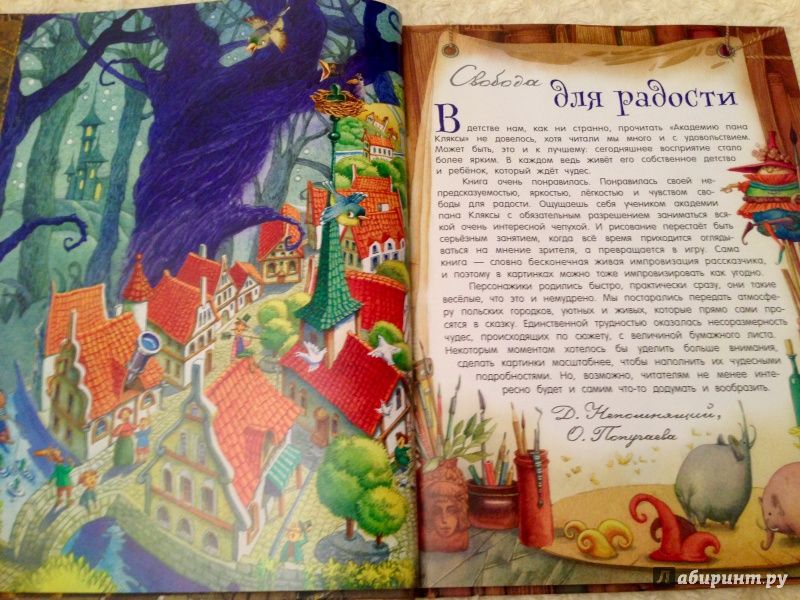 Свобода
для радости
В детстве нам, как ни странно, прочитать «Академию пана
Кляксы» не довелось, хотя читали мы много и с удовольствием.
Может быть, это и к лучшему: сегодняшнее восприятие стало
более ярким. В каждом ведь живёт его собственное детство
и ребёнок, который ждёт чудес.
Книга очень понравилась. Понравилась своей не-
предсказуемостью, яркостью, лёгкостью и чувством сво-
боды для радости. Ощущаешь себя учеником академии
пана Кляксы с обязательным разрешением заниматься вся-
кой очень интересной чепухой. И рисование перестаёт быть
серьёзным занятием, когда всё время приходится огляды-
ваться на мнение зрителя, а превращается в игру. Сама
книга — словно бесконечная живая импровизация рассказчика,
и поэтому в картинках можно тоже импровизировать как угодно.
Персонажики родились быстро, практически сразу, они такие
весёлые, что это и немудрено. Мы постарались передать атмосфе-
ру польских городков, уютных и живых, которые прямо сами про-
сятся в сказку. Единственной трудностью оказалась несоразмерность
чудес, происходящих по сюжету, с величиной бумажного листа.
Некоторым моментам хотелось бы уделить больше внимания,
сделать картинки масштабнее, чтобы наполнить их чудесными
подробностями. Но, возможно, читателям не менее инте-
ресно будет и самим что-то додумать и вообразить.
Д. Непомнящий,
О. Попугаева
Лабиринт.ру